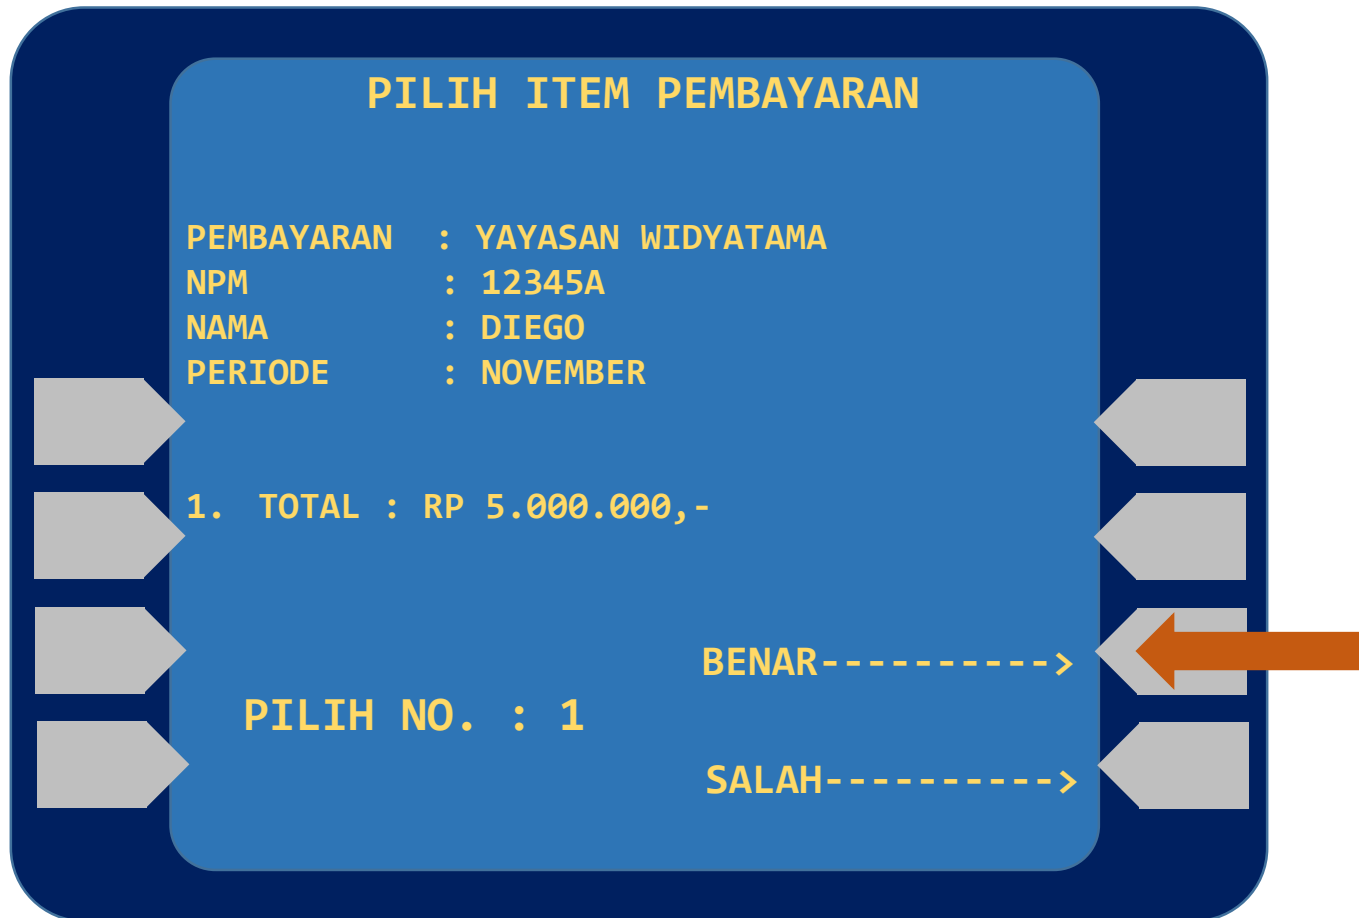 PILIH ITEM PEMBAYARAN
PEMBAYARAN : YAYASAN WIDYATAMA
NPM : 12345A
NAMA : DIEGO
PERIODE : NOVEMBER
1. TOTAL : RP 5.000.000,-
BENAR---------->
PILIH NO. : 1
SALAH---------->